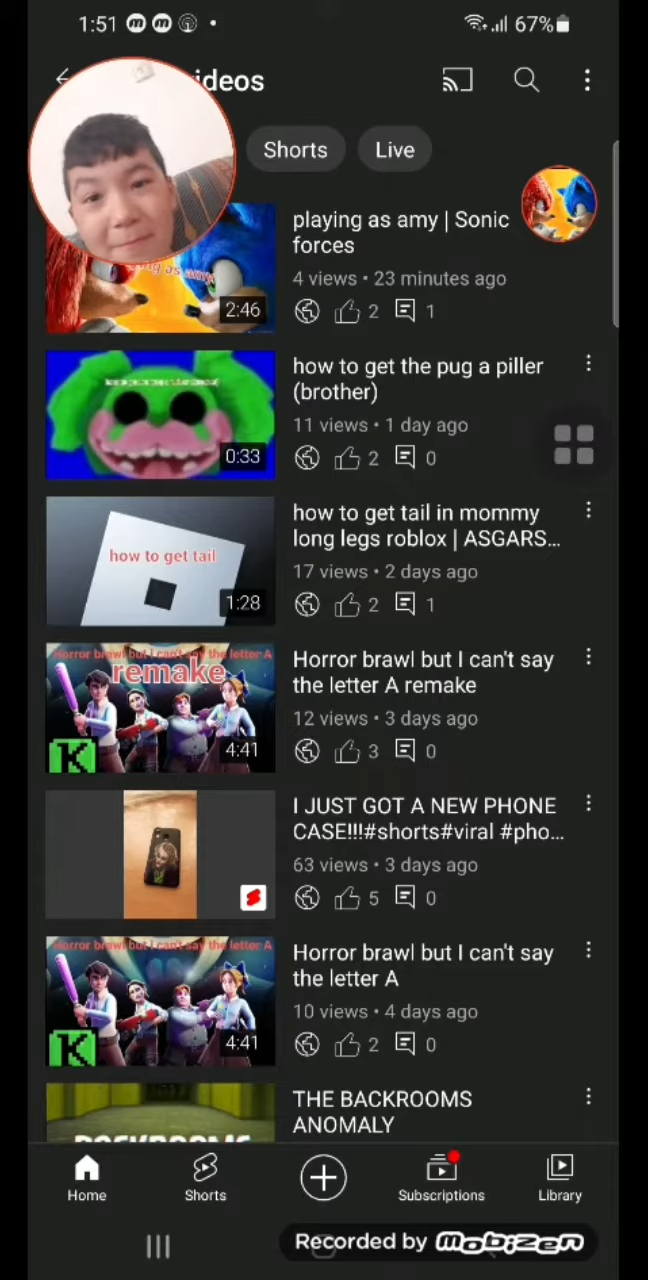 1:51
67%
ideos
Shorts
Live
playing as amy | Sonic
forces
4 views • 23 minutes ago
2
1
ng as amy
2:46
how to get the pug a piller
(brother)
11 views • 1 day ago
2
0
0:33
how to get tail in mommy
long legs roblox | ASGARS...
17 views • 2 days ago
2
1
how to get tail
1:28
Horror brawl but I can't say
the letter A remake
12 views • 3 days ago
3
0
Horror brawl but I can't say the letter A
remake
K
4:41
I JUST GOT A NEW PHONE
CASE!!!#shorts#viral #pho...
63 views • 3 days ago
5
0
Horror brawl but I can't say
the letter A
10 views • 4 days ago
2
0
Horror brawl but I can't say the letter A
K
4:41
THE BACKROOMS
ANOMALY
Home
Shorts
Subscriptions
Library
Recorded by Mobizen